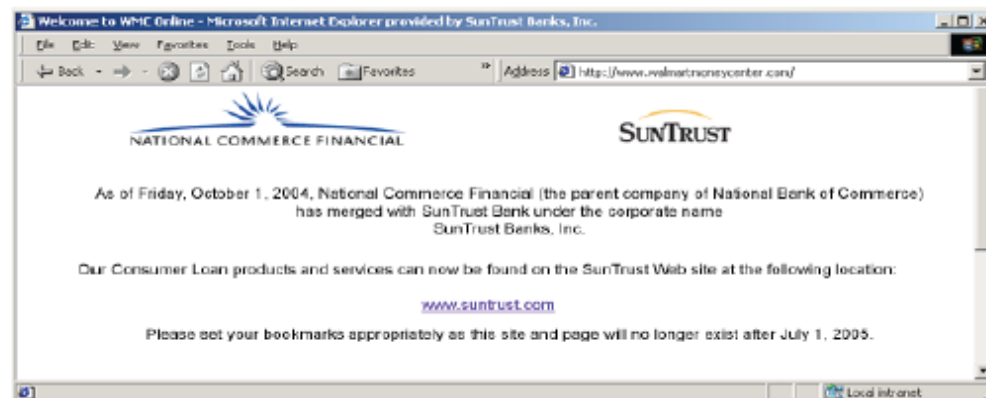 Welcome to WMC Online - Microsoft Internet Explorer provided by SunTrust Banks, Inc.
File Edit View Favorites Tools Help
Back Search Favorites » Address http://www.walmartmoneycenter.com/
NATIONAL COMMERCE FINANCIAL
SUNTRUST
As of Friday, October 1, 2004, National Commerce Financial (the parent company of National Bank of Commerce)
has merged with SunTrust Bank under the corporate name
SunTrust Banks, Inc.
Our Consumer Loan products and services can now be found on the SunTrust Web site at the following location:
www.suntrust.com
Please set your bookmarks appropriately as this site and page will no longer exist after July 1, 2005.
Local intranet